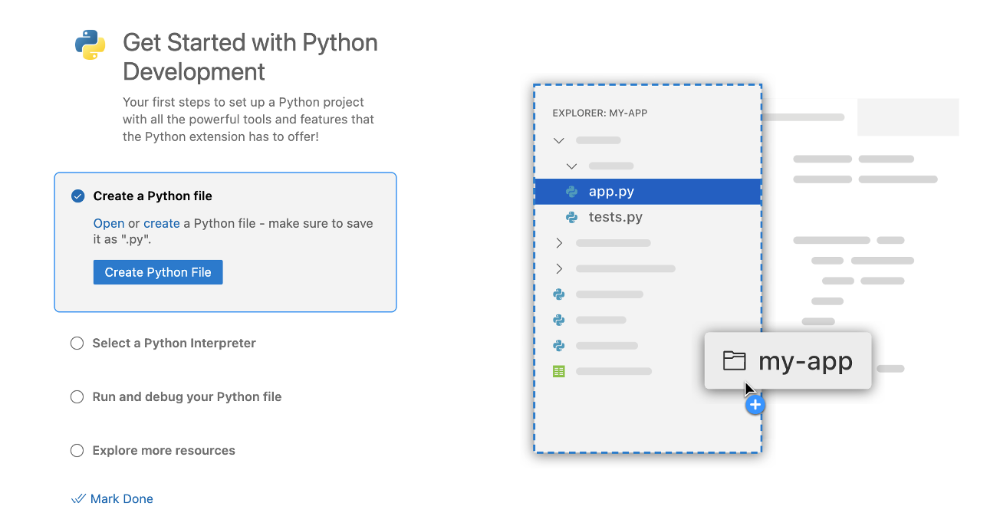 Get Started with Python
Development
Your first steps to set up a Python project
with all the powerful tools and features that
the Python extension has to offer!
Create a Python file
Open or create a Python file - make sure to save
it as ".py".
Create Python File
Select a Python Interpreter
Run and debug your Python file
Explore more resources
Mark Done
EXPLORER: MY-APP
app.py
tests.py
my-app